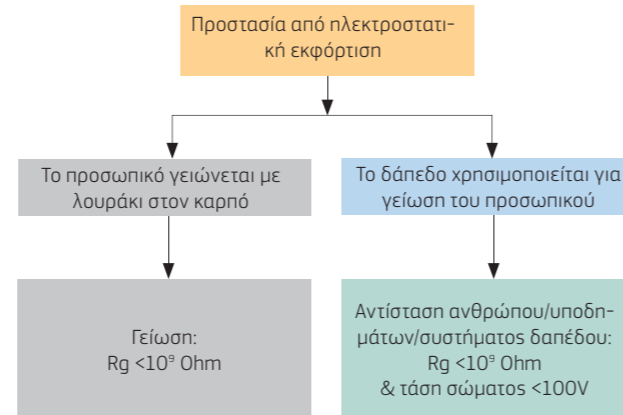 Προστασία από ηλεκτροστατι-
κή εκφόρτιση
Το προσωπικό γειώνεται με
λουράκι στον καρπό
Το δάπεδο χρησιμοποιείται για
γείωση του προσωπικού
Γείωση:
Rg <10⁹ Ohm
Αντίσταση ανθρώπου/υποδη-
μάτων/συστήματος δαπέδου:
Rg <10⁹ Ohm
& τάση σώματος <100V